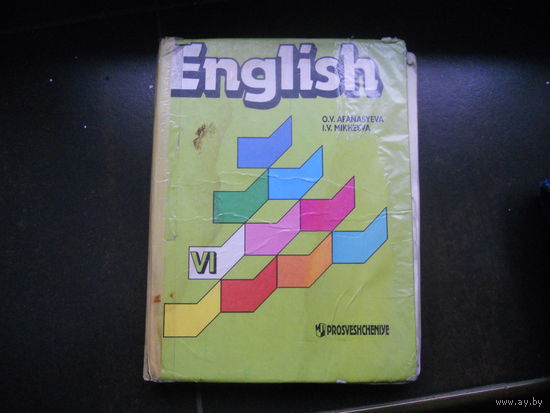 English
O.V. AFANASYEVA
I.V. MIKHEEVA
VI
PROSVESHCHENIYE
www.ay.by